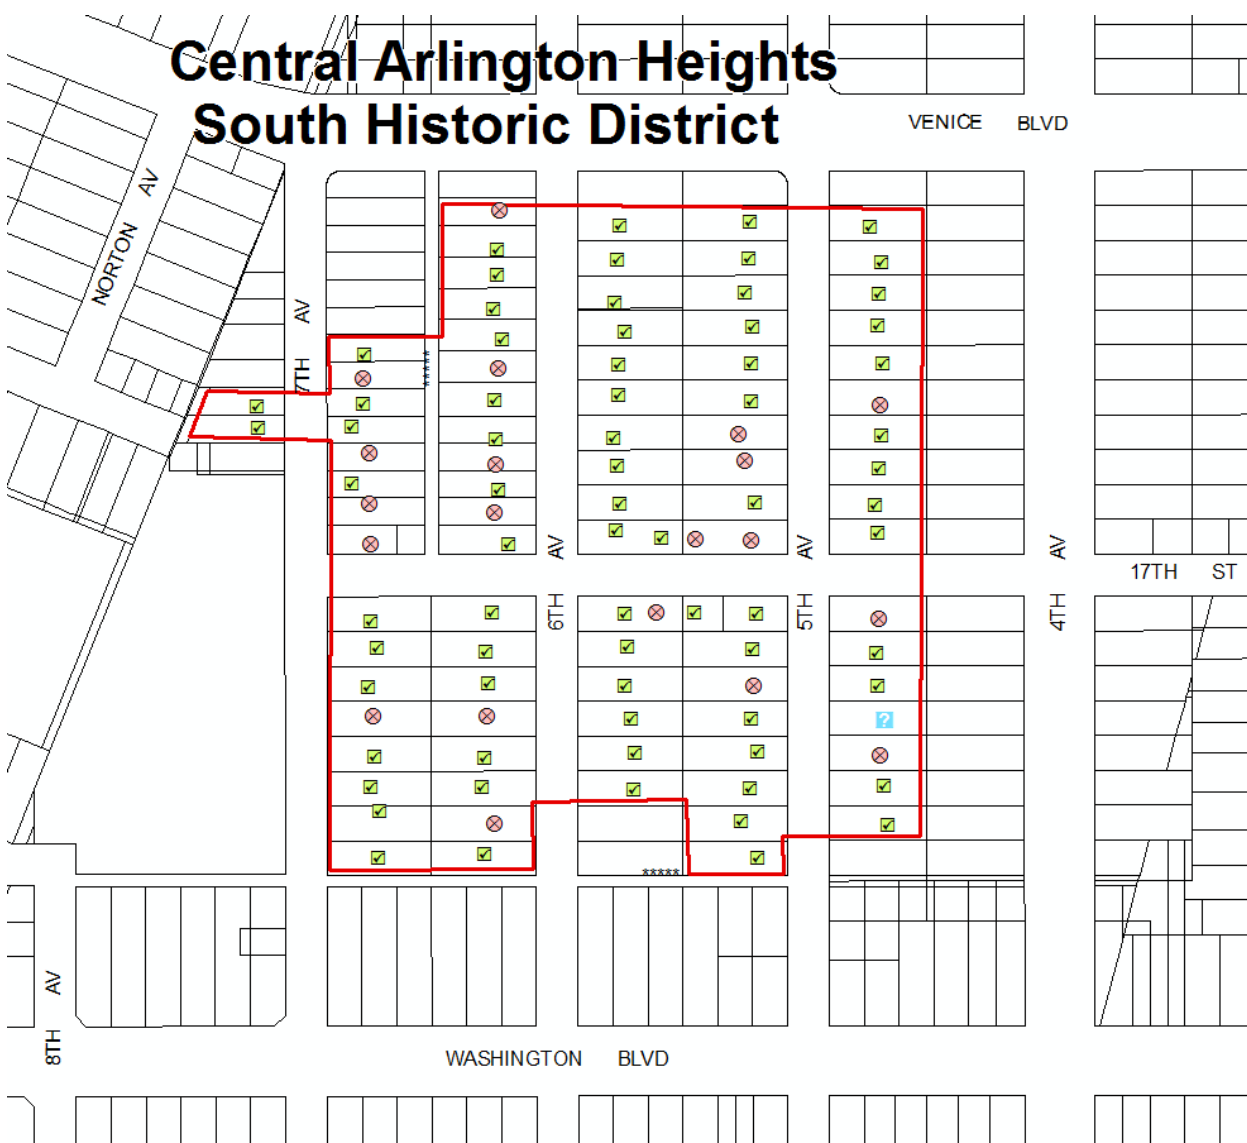 Central Arlington Heights
South Historic District
VENICE BLVD
NORTON AV
7TH AV
*****
6TH AV
5TH AV
4TH AV
17TH ST
?
*****
8TH AV
WASHINGTON BLVD